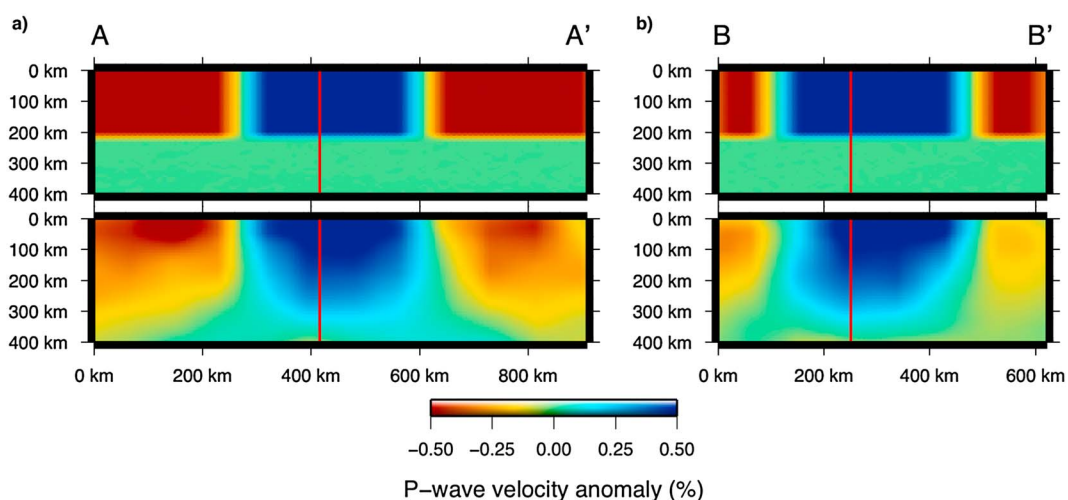 a)
A A'
0 km
100 km
200 km
300 km
400 km
0 km
100 km
200 km
300 km
400 km
0 km 200 km 400 km 600 km 800 km
b)
B B'
0 km
100 km
200 km
300 km
400 km
0 km
100 km
200 km
300 km
400 km
0 km 200 km 400 km 600 km
−0.50 −0.25 0.00 0.25 0.50
P−wave velocity anomaly (%)